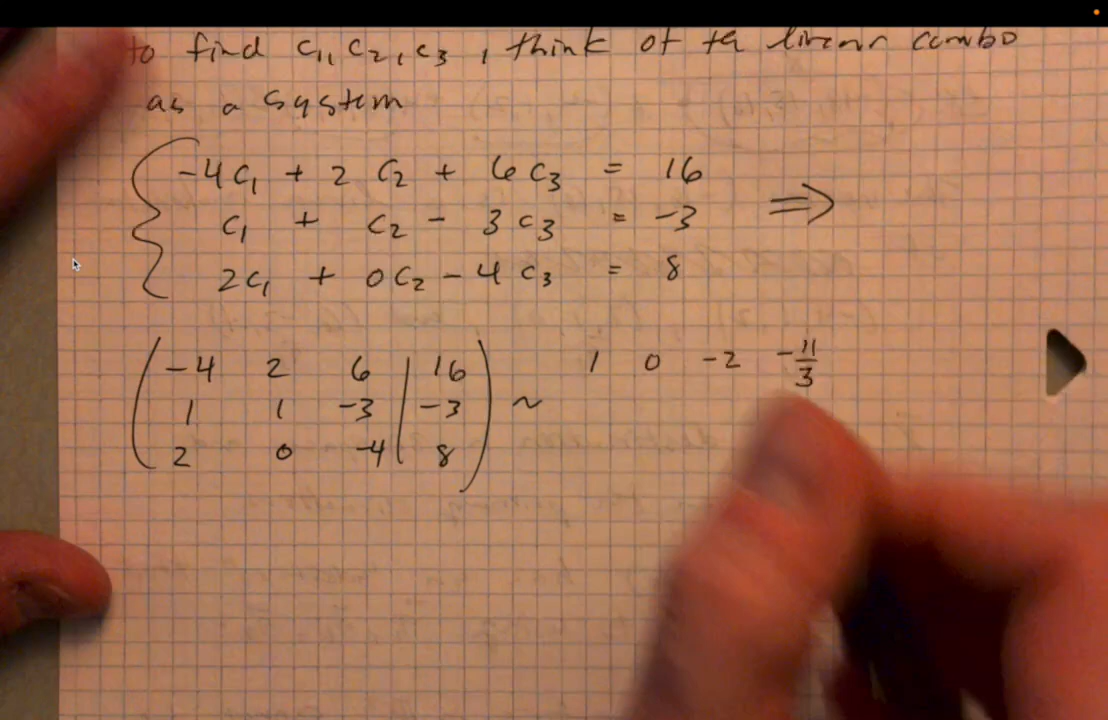 to find c₁, c₂, c₃, think of the linear combo
as a system
-4c₁ + 2 c₂ + 6c₃ = 16
c₁ + c₂ - 3c₃ = -3 ⟹
2c₁ + 0c₂ - 4c₃ = 8
-4 2 6 | 16 1 0 -2 -11/3
1 1 -3 | -3 ~
2 0 -4 | 8